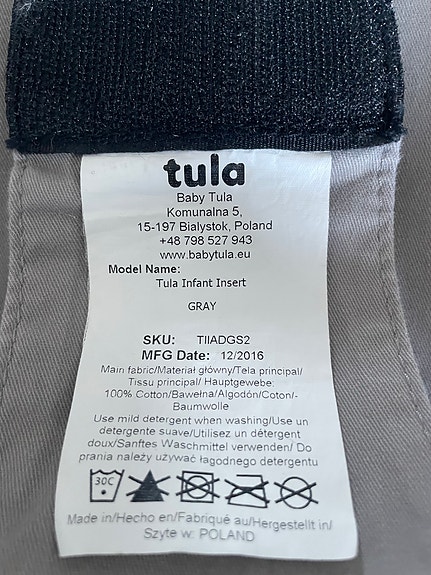 tula
Baby Tula
Komunalna 5,
15-197 Bialystok, Poland
+48 798 527 943
www.babytula.eu
Model Name:
Tula Infant Insert
GRAY
SKU: TIIADGS2
MFG Date: 12/2016
Main fabric/Materiał główny/Tela principal/
Tissu principal/ Hauptgewebe:
100% Cotton/Bawełna/Algodón/Coton/-
Baumwolle
Use mild detergent when washing/Use un
detergente suave/Utilisez un détergent
doux/Sanftes Waschmittel verwenden/ Do
prania należy używać łagodnego detergentu
30C
Made in/Hecho en/Fabriqué au/Hergestellt in/
Szyte w: POLAND